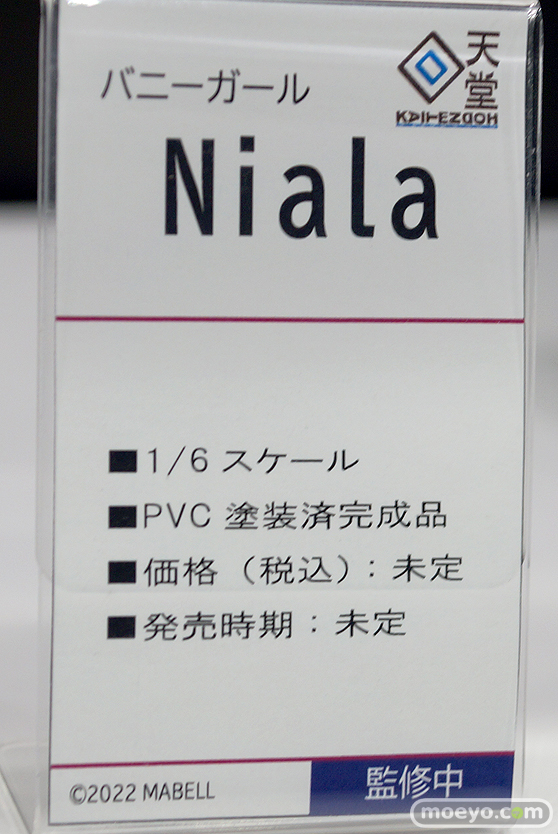 バニーガール
天堂
KAITENDOH
Niala
■1/6 スケール
■PVC 塗装済完成品
■価格（税込）：未定
■発売時期：未定
©2022 MABELL
監修中
moeyo.com